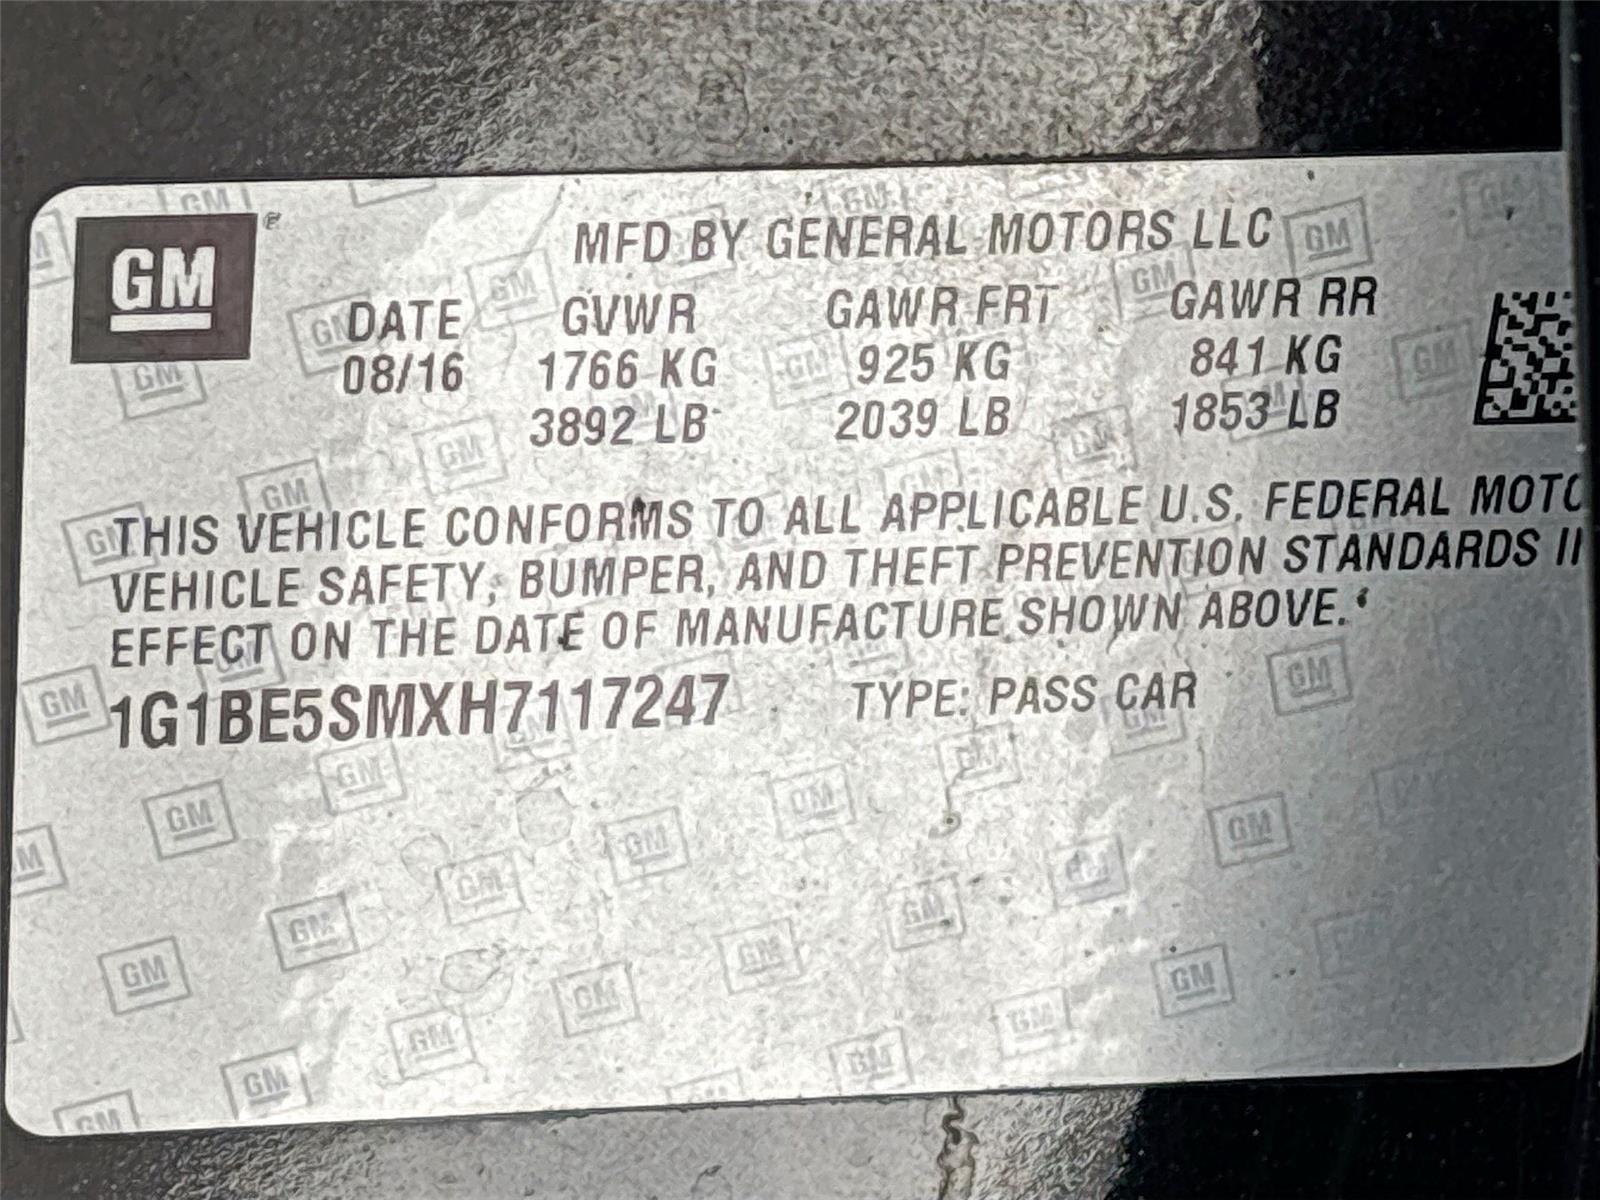 GM ®
MFD BY GENERAL MOTORS LLC
DATE GVWR GAWR FRT GAWR RR
08/16 1766 KG 925 KG 841 KG
3892 LB 2039 LB 1853 LB
THIS VEHICLE CONFORMS TO ALL APPLICABLE U.S. FEDERAL MOTO
VEHICLE SAFETY, BUMPER, AND THEFT PREVENTION STANDARDS I
EFFECT ON THE DATE OF MANUFACTURE SHOWN ABOVE.
1G1BE5SMXH7117247 TYPE: PASS CAR